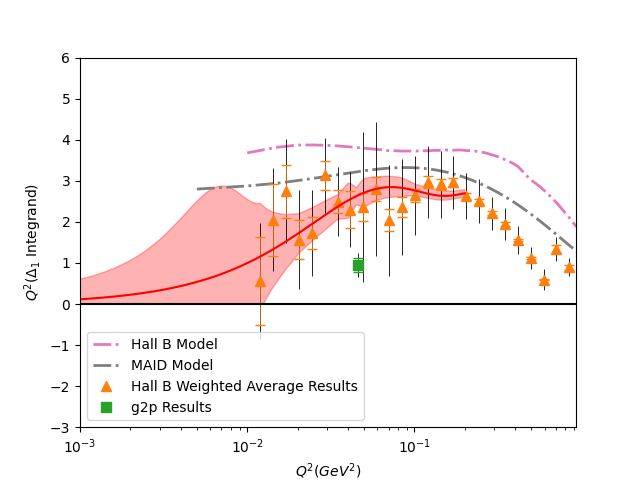 6
5
4
3
2
1
0
−1
−2
−3
Q²(Δ₁ Integrand)
Hall B Model
MAID Model
Hall B Weighted Average Results
g2p Results
10⁻³ 10⁻² 10⁻¹
Q²(GeV²)